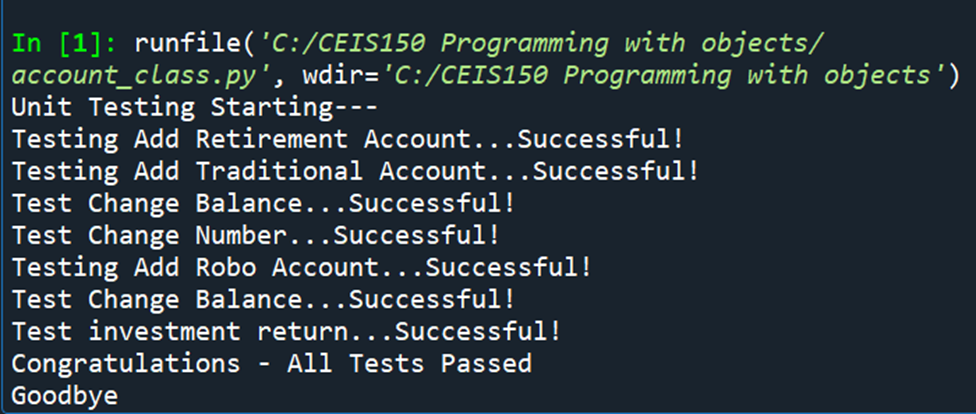 In [1]: runfile('C:/CEIS150 Programming with objects/
account_class.py', wdir='C:/CEIS150 Programming with objects')
Unit Testing Starting---
Testing Add Retirement Account...Successful!
Testing Add Traditional Account...Successful!
Test Change Balance...Successful!
Test Change Number...Successful!
Testing Add Robo Account...Successful!
Test Change Balance...Successful!
Test investment return...Successful!
Congratulations - All Tests Passed
Goodbye